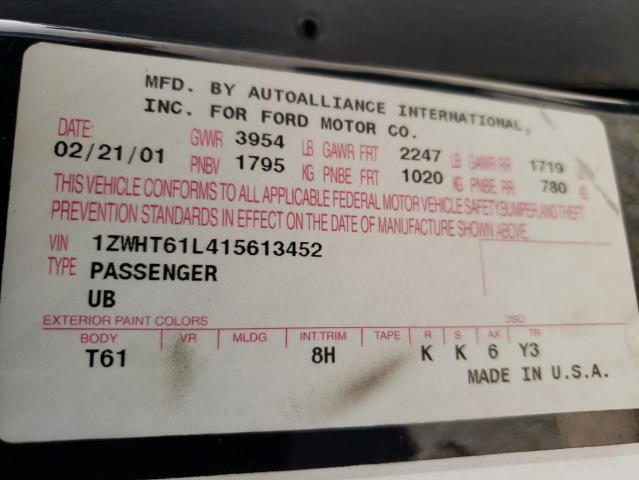 MFD. BY AUTOALLIANCE INTERNATIONAL,
INC. FOR FORD MOTOR CO.
DATE: GVWR 3954 LB GAWR FRT 2247 LB GAWR RR 1719 LB
02/21/01 PNBV 1795 KG PNBE FRT 1020 KG PNBE RR 780 KG
THIS VEHICLE CONFORMS TO ALL APPLICABLE FEDERAL MOTOR VEHICLE SAFETY, BUMPER, AND THEFT
PREVENTION STANDARDS IN EFFECT ON THE DATE OF MANUFACTURE SHOWN ABOVE.
VIN 1ZWHT61L415613452
TYPE PASSENGER
UB
EXTERIOR PAINT COLORS DSO
BODY VR MLDG INT.TRIM TAPE R S AX TR
T61 8H K K 6 Y3
MADE IN U.S.A.